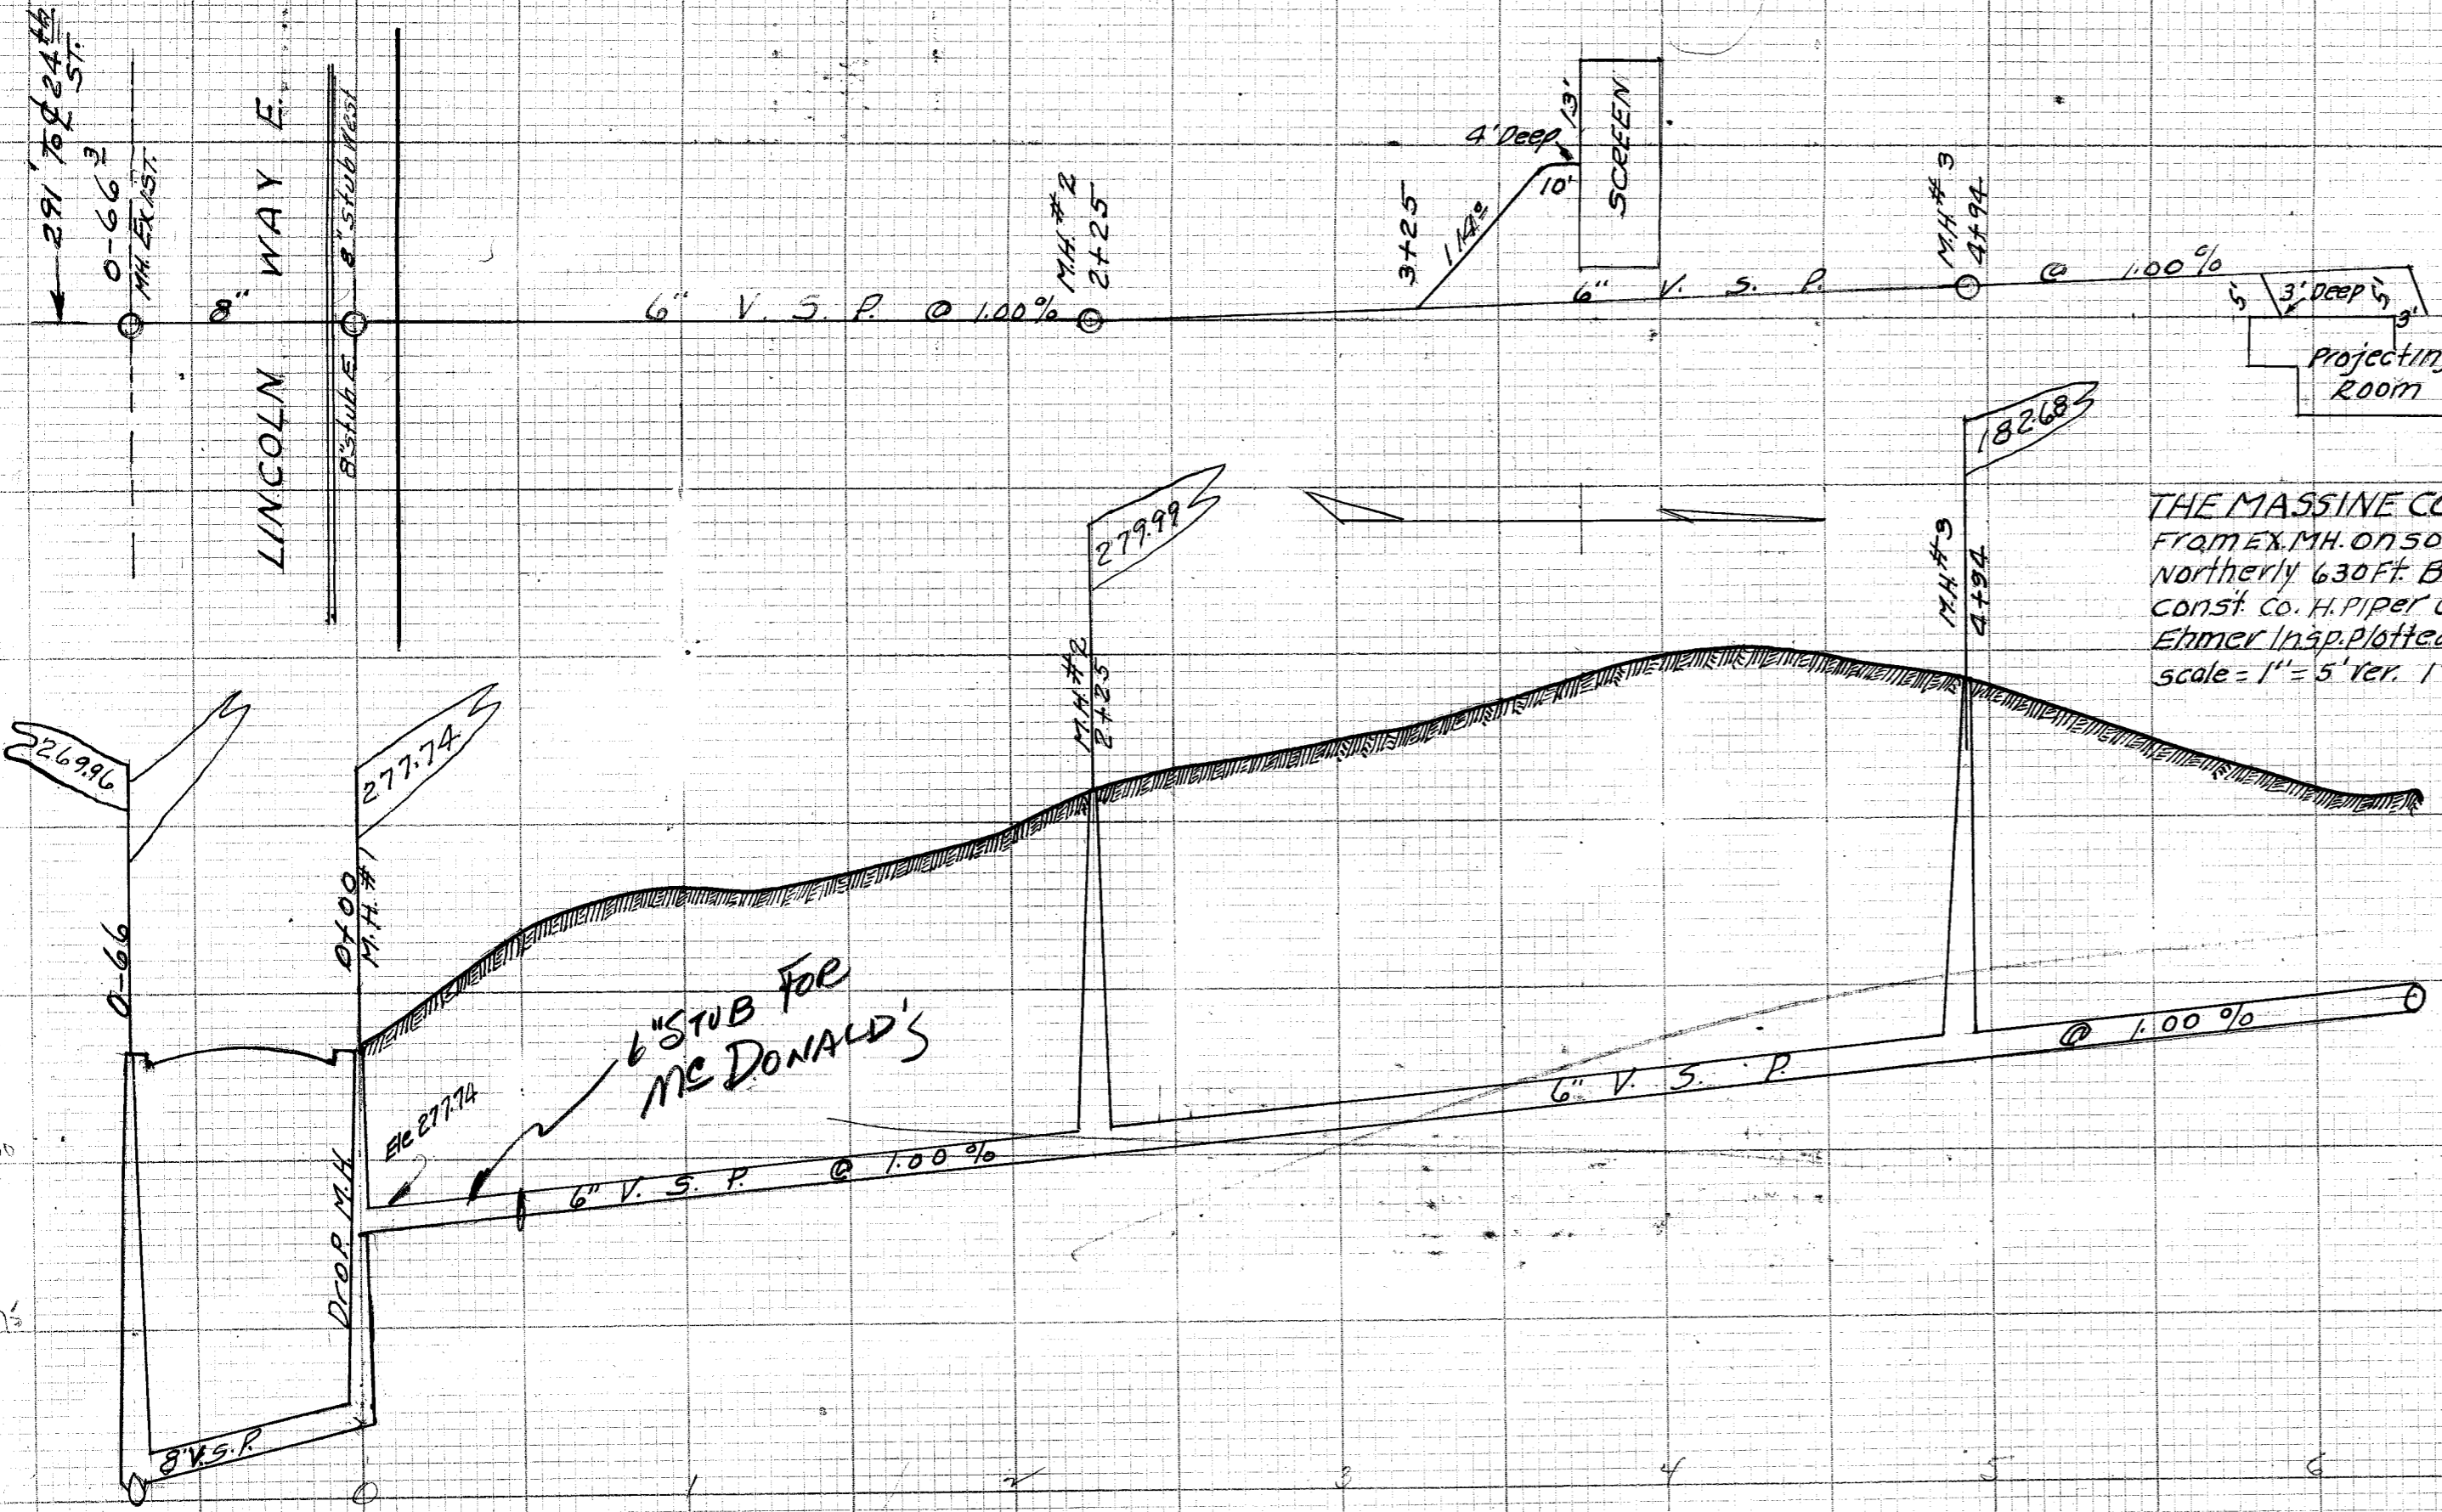 291' To ℄ 24th ST.
0-66 3
MH. EXIST.
8"
LINCOLN WAY E.
8" Stub West
8" Stub E
6" V. S. P. @ 1.00%
M.H. # 2
2+25
3+25
114º
4' Deep
13'
10'
SCREEN
6" V. S. P.
M.H. # 3
4+94
@ 1.00%
5'
3' Deep
5'
3'
Projecting
Room
182.68
279.99
THE MASSINE CO
From EX. MH. on so
Northerly 630 Ft. B
Const. Co. H. Piper
Ehmer Insp. Plotted
Scale = 1" = 5' Ver. 1
M.H. # 3
4+94
M.H. # 2
2+25
269.96
277.74
0-66
0+00
M.H. # 1
6" STUB FOR
MC DONALD'S
Ele 277.74
Drop M.H.
6" V. S. P. @ 1.00%
6" V. S. P.
@ 1.00%
8" V.S.P.
0 1 2 3 4 5 6